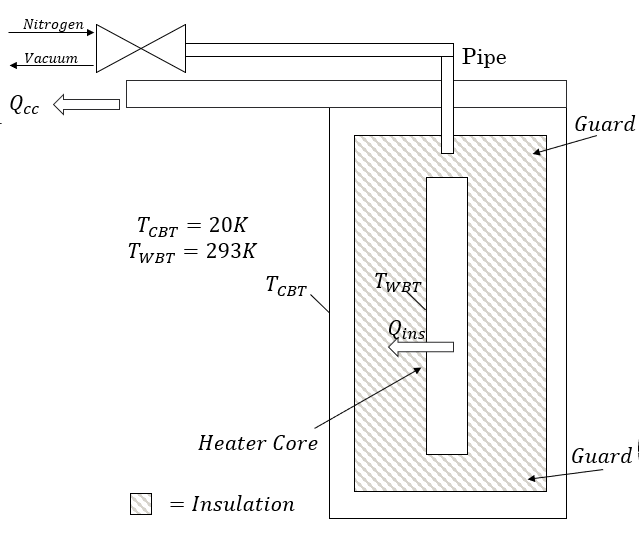 Nitrogen
Vacuum
Pipe
Q_CC
Guard
T_CBT = 20K
T_WBT = 293K
T_CBT
T_WBT
Q_ins
Heater Core
Guard
= Insulation